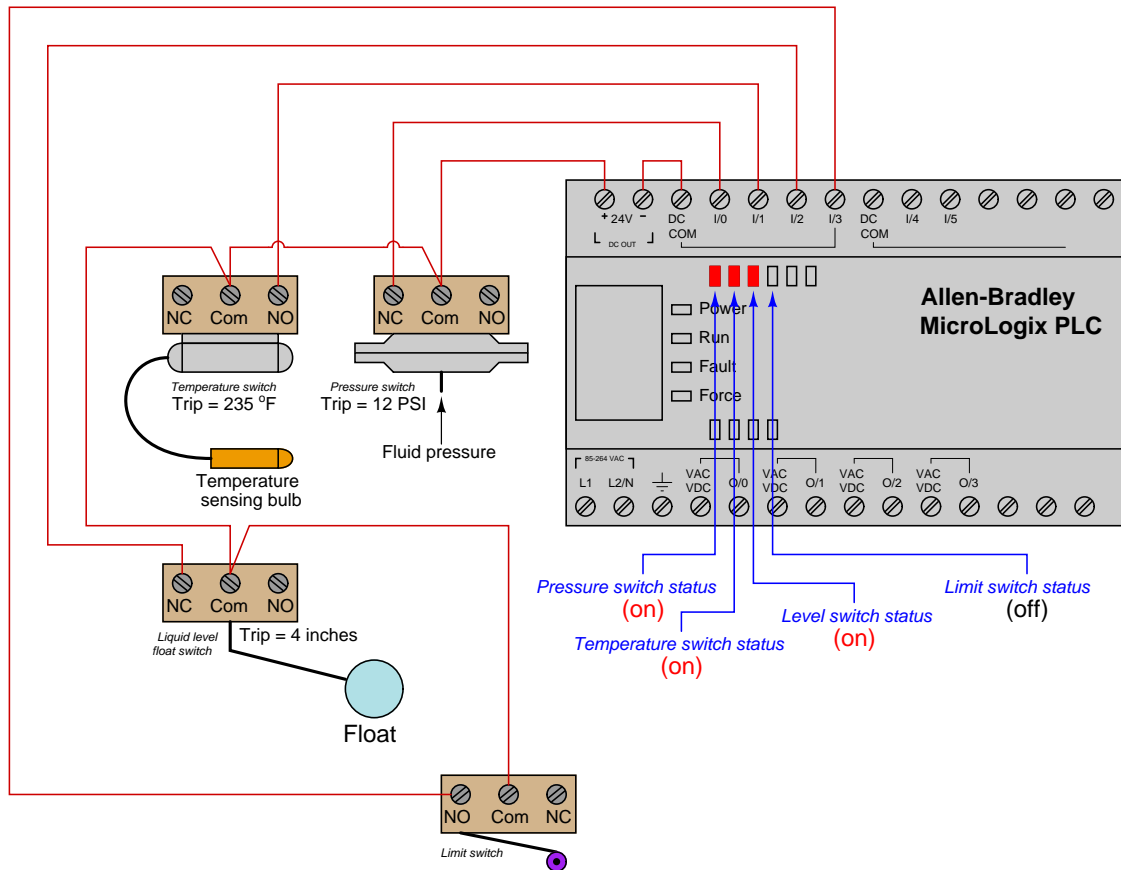 + 24V –
DC OUT
DC
COM
I/0
I/1
I/2
I/3
DC
COM
I/4
I/5
NC Com NO
Temperature switch
Trip = 235 °F
NC Com NO
Pressure switch
Trip = 12 PSI
Fluid pressure
Temperature
sensing bulb
Power
Run
Fault
Force
Allen-Bradley
MicroLogix PLC
85-264 VAC
L1
L2/N
VAC
VDC
O/0
VAC
VDC
O/1
VAC
VDC
O/2
VAC
VDC
O/3
NC Com NO
Liquid level
float switch
Trip = 4 inches
Float
Pressure switch status
(on)
Temperature switch status
(on)
Level switch status
(on)
Limit switch status
(off)
NO Com NC
Limit switch